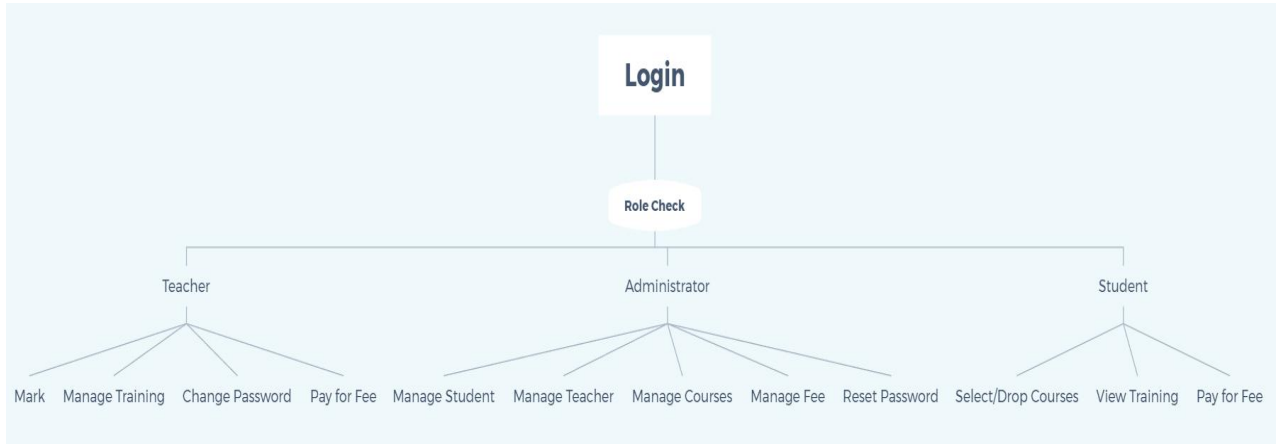 Login
Role Check
Teacher
Administrator
Student
Mark
Manage Training
Change Password
Pay for Fee
Manage Student
Manage Teacher
Manage Courses
Manage Fee
Reset Password
Select/Drop Courses
View Training
Pay for Fee